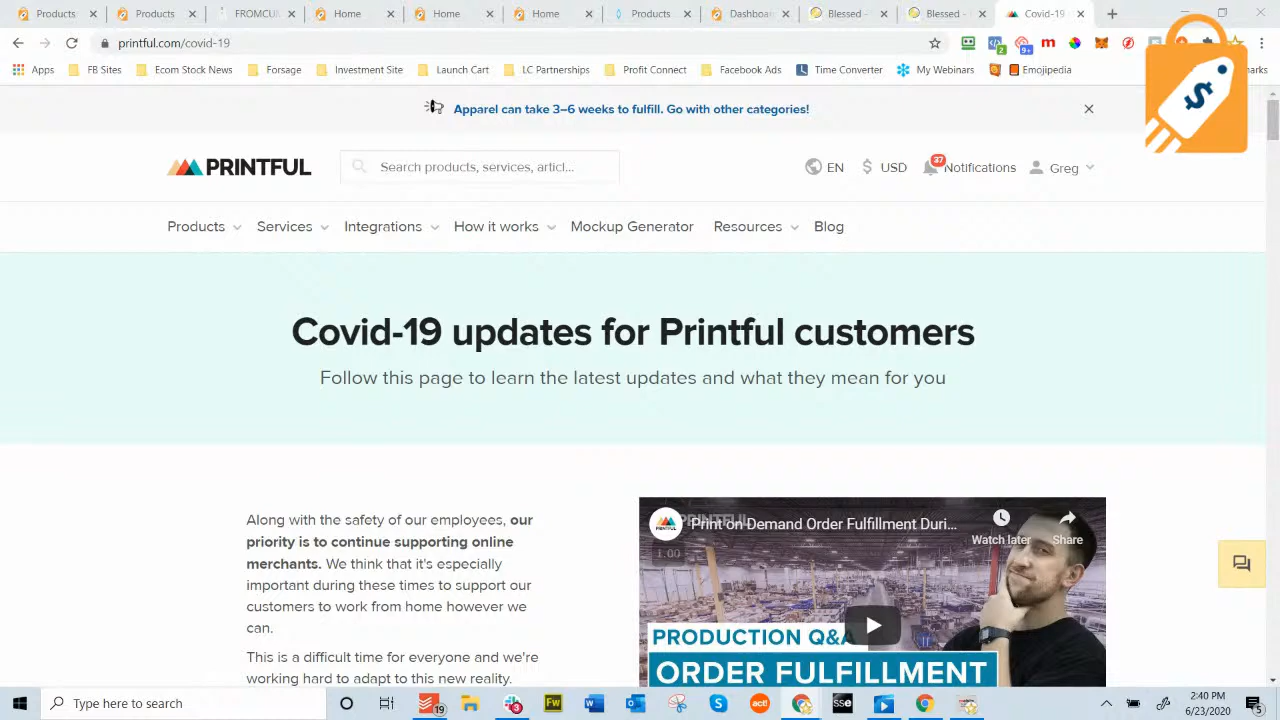 Products
Products
FROMCU
Home
Home
Home
Products
Dashboa
Blessed –
Blessed –
Covid-19
printful.com/covid-19
Apps
FB Sites
Ecom Stock News
Forsage
Investment Site
Launch Cart
LC Partnerships
Profit Connect
Facebook Ads
Time Converter
My Webinars
Emojipedia
Apparel can take 3–6 weeks to fulfill. Go with other categories!
PRINTFUL
Search products, services, articl...
EN
$ USD
37
Notifications
Greg
Products
Services
Integrations
How it works
Mockup Generator
Resources
Blog
Covid-19 updates for Printful customers
Follow this page to learn the latest updates and what they mean for you
Along with the safety of our employees, our
priority is to continue supporting online
merchants. We think that it's especially
important during these times to support our
customers to work from home however we
can.
This is a difficult time for everyone and we're
working hard to adapt to this new reality.
Print on Demand Order Fulfillment Duri...
Watch later
Share
1.00
PRODUCTION Q&A
ORDER FULFILLMENT
Type here to search
19
3
2:40 PM
6/23/2020
5